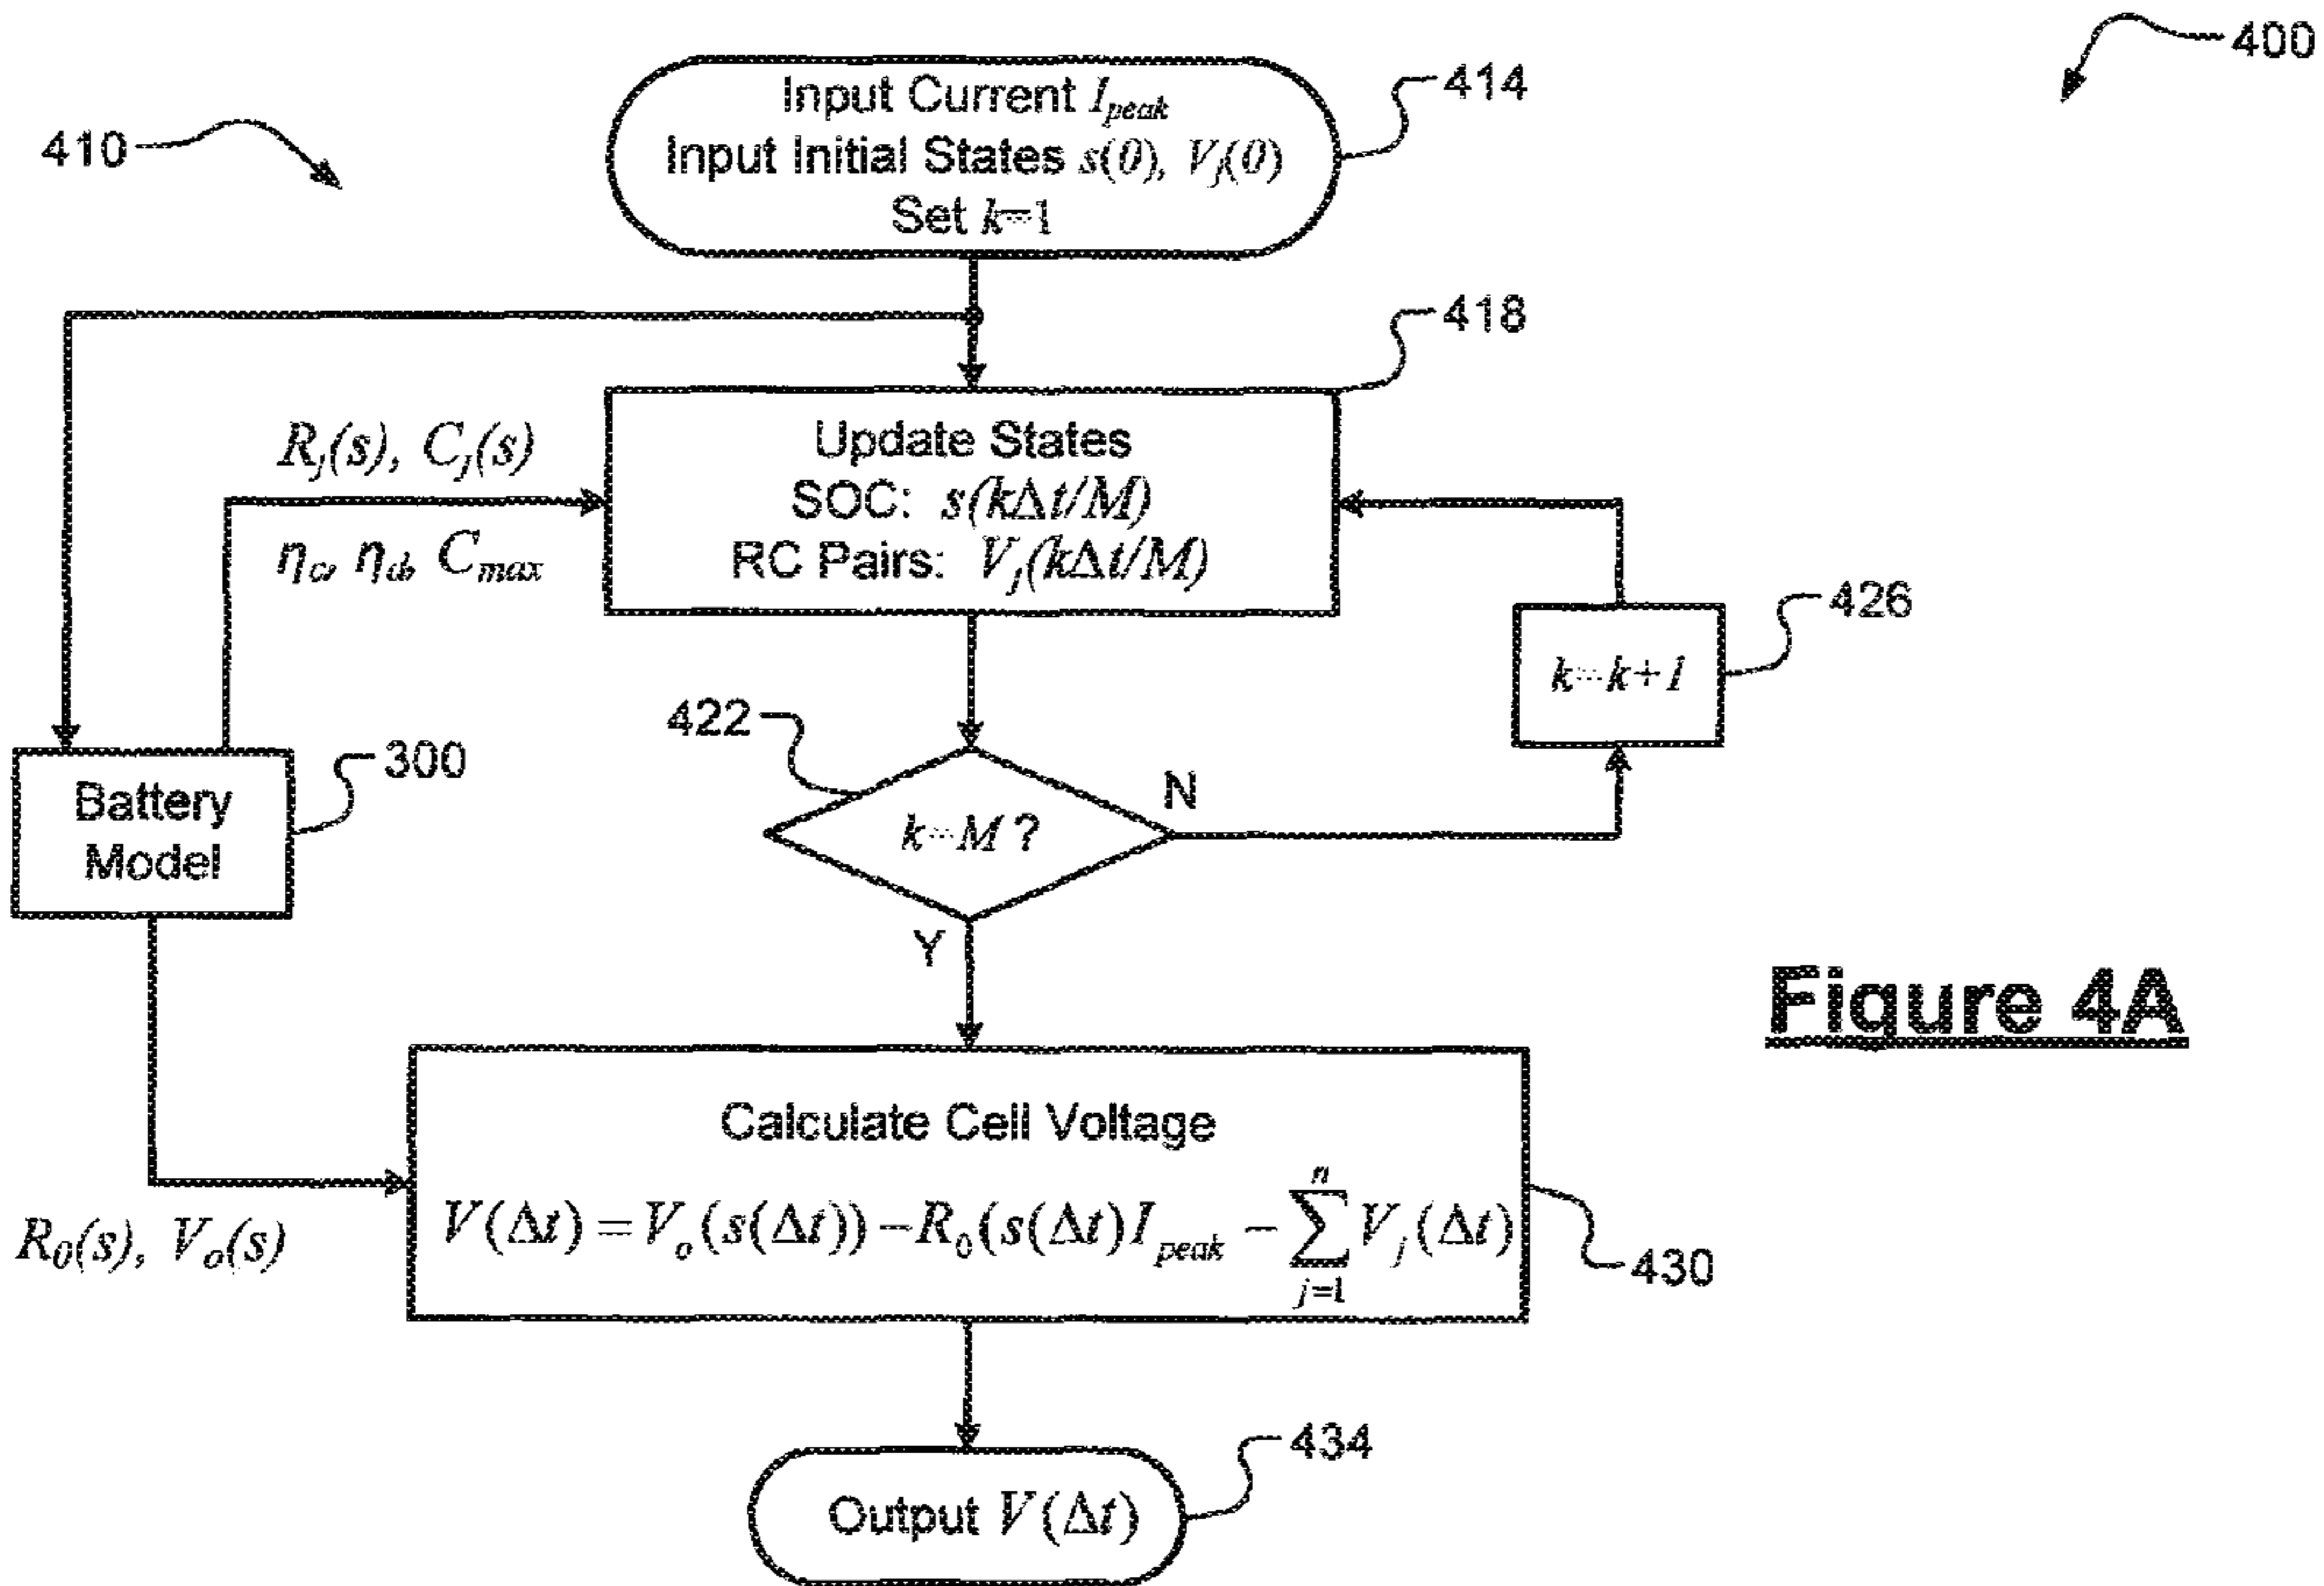 400
410
Input Current I_peak
Input Initial States s(0), V_j(0)
Set k=1
414
418
R_j(s), C_j(s)
η_c, η_d, C_max
Update States
SOC: s(kΔt/M)
RC Pairs: V_j(kΔt/M)
426
k=k+1
422
k=M?
N
Y
300
Battery
Model
Figure 4A
R_0(s), V_o(s)
Calculate Cell Voltage
V(Δt)=V_o(s(Δt))-R_0(s(Δt)I_peak - \sum_{j=1}^{n} V_j(Δt)
430
434
Output V(Δt)